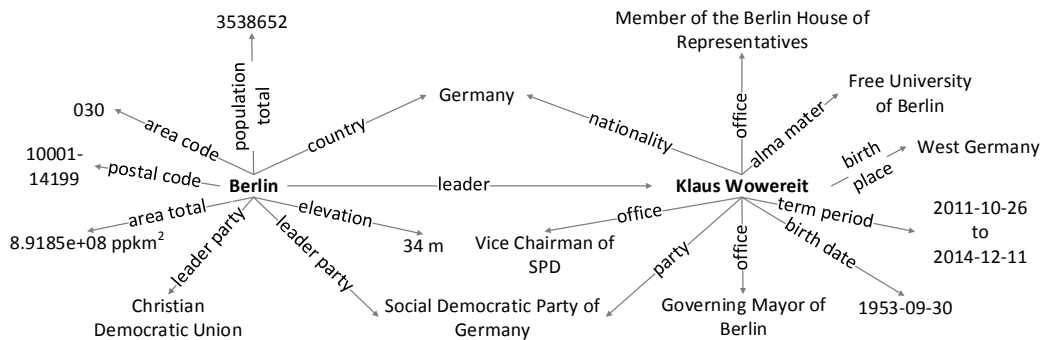 3538652
Member of the Berlin House of
Representatives
Free University
of Berlin
030
population
total
Germany
office
alma mater
area code
country
nationality
birth
place
West Germany
10001-
14199
postal code
Berlin
leader
Klaus Wowereit
area total
elevation
office
term period
2011-10-26
to
2014-12-11
8.9185e+08 ppkm²
leader party
leader party
34 m
Vice Chairman of
SPD
party
office
birth date
Christian
Democratic Union
Social Democratic Party of
Germany
Governing Mayor of
Berlin
1953-09-30